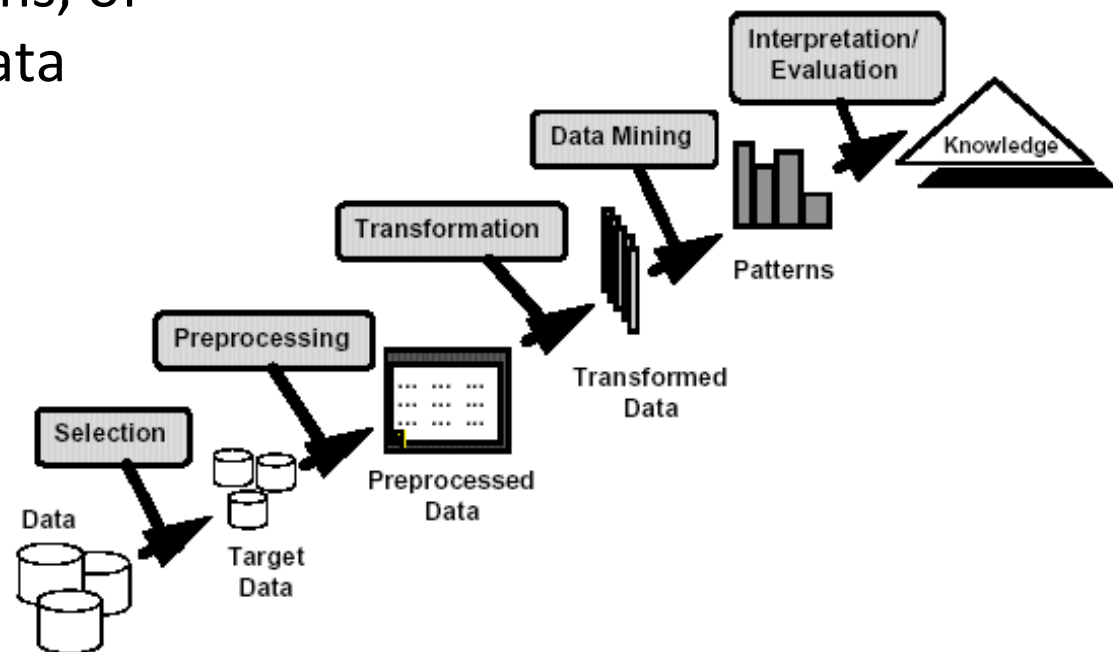 ata
Interpretation/
Evaluation
Knowledge
Data Mining
Patterns
Transformation
Transformed
Data
Preprocessing
... ... ...
... ... ...
... ... ...
Preprocessed
Data
Selection
Target
Data
Data